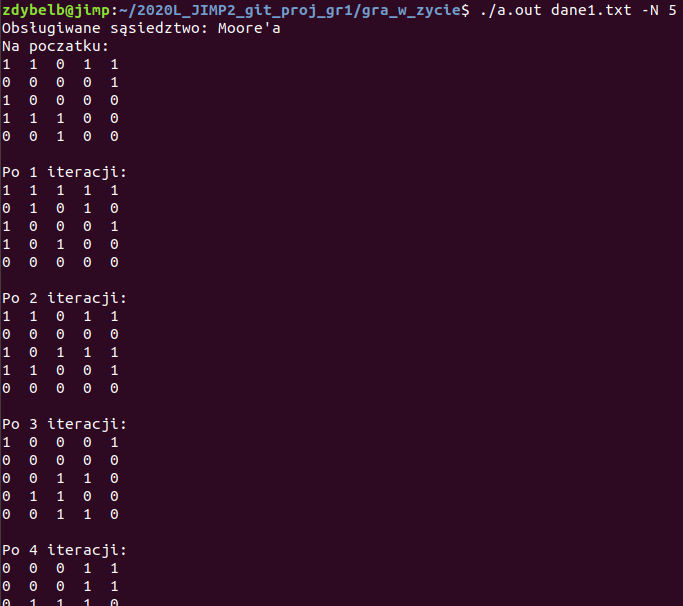 zdybelb@jimp:~/2020L_JIMP2_git_proj_gr1/gra_w_zycie$ ./a.out dane1.txt -N 5
Obsługiwane sąsiedztwo: Moore'a
Na poczatku:
1 1 0 1 1
0 0 0 0 1
1 0 0 0 0
1 1 1 0 0
0 0 1 0 0
Po 1 iteracji:
1 1 1 1 1
0 1 0 1 0
1 0 0 0 1
1 0 1 0 0
0 0 0 0 0
Po 2 iteracji:
1 1 0 1 1
0 0 0 0 0
1 0 1 1 1
1 1 0 0 1
0 0 0 0 0
Po 3 iteracji:
1 0 0 0 1
0 0 0 0 0
0 0 1 1 0
0 1 1 0 0
0 0 1 1 0
Po 4 iteracji:
0 0 0 1 1
0 0 0 1 1
0 1 1 1 0